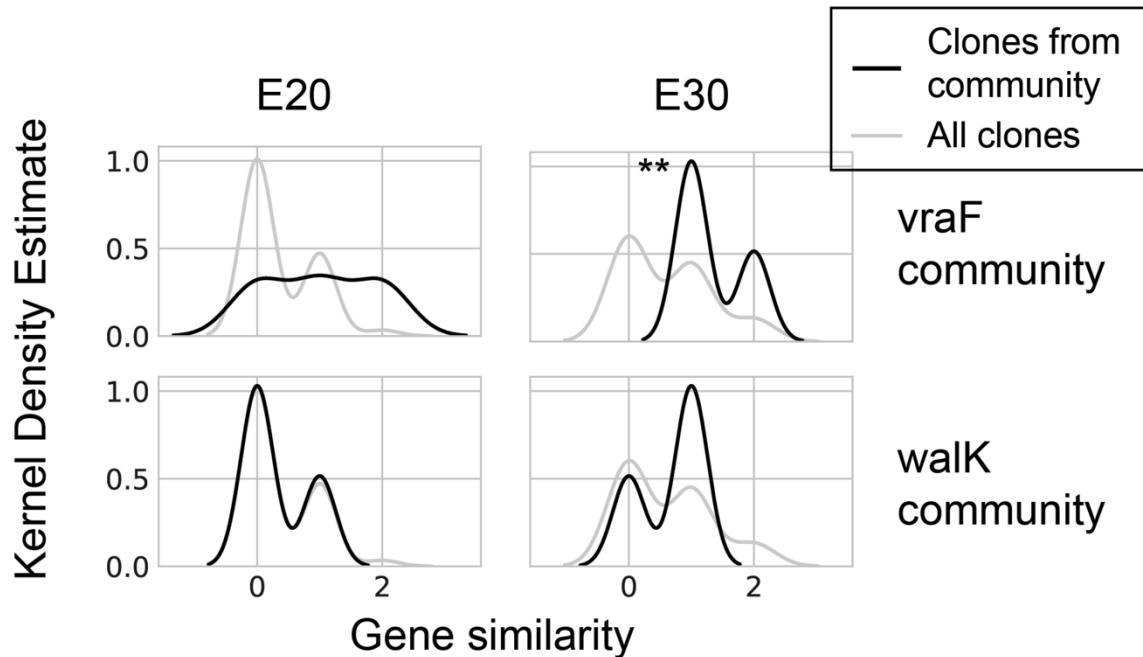 Clones from
community
All clones
E20
E30
Kernel Density Estimate
1.0
0.5
0.0
**
vraF
community
1.0
0.5
0.0
walK
community
0
2
0
2
Gene similarity